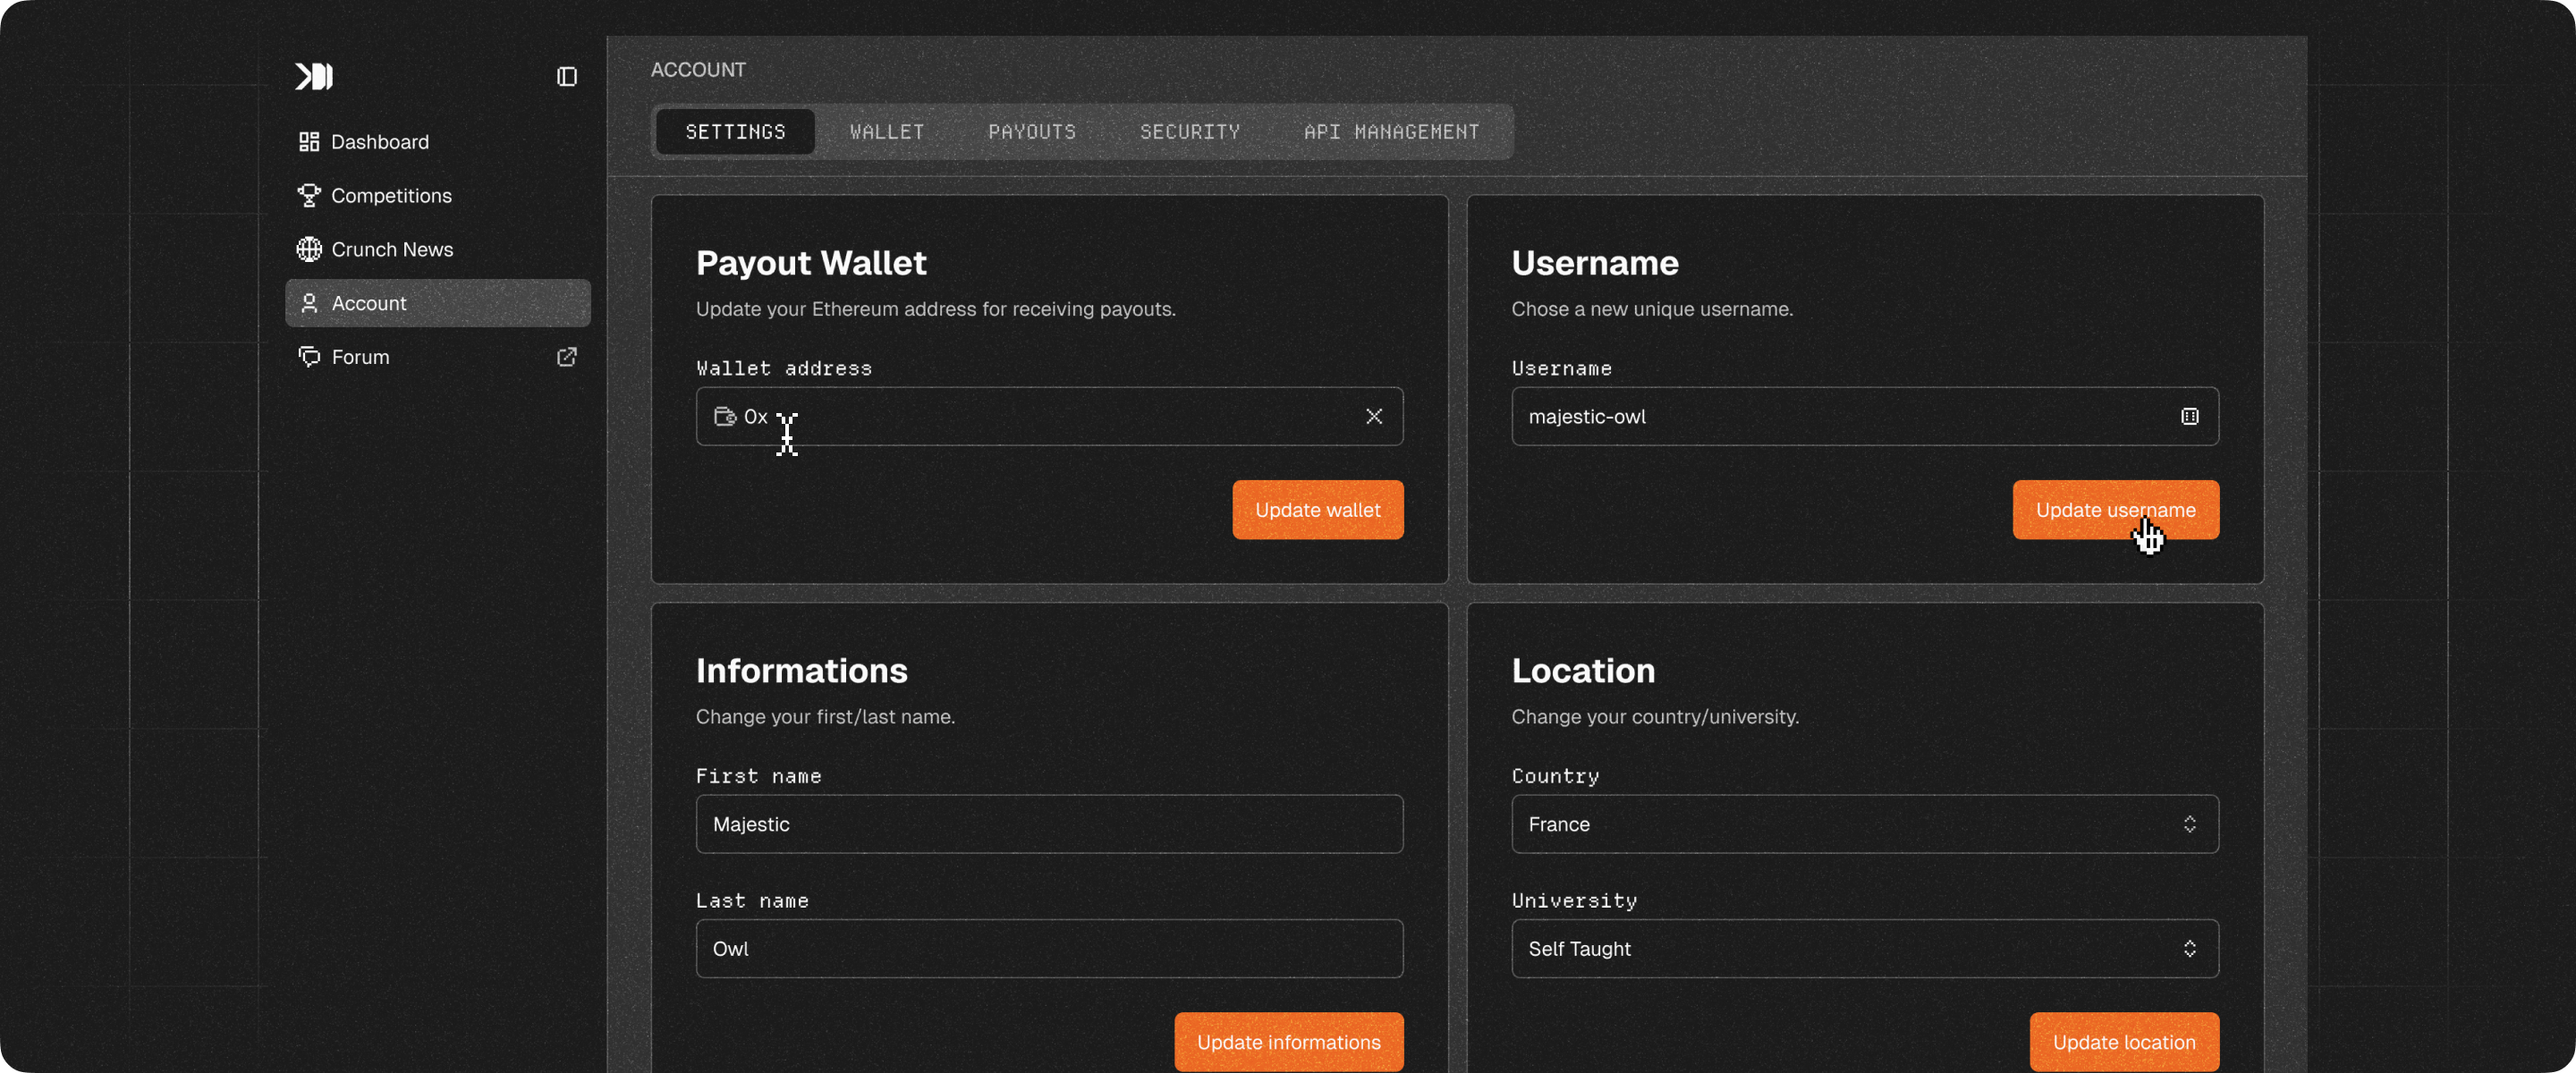 Dashboard
Competitions
Crunch News
Account
Forum
ACCOUNT
SETTINGS WALLET PAYOUTS SECURITY API MANAGEMENT
Payout Wallet
Update your Ethereum address for receiving payouts.
Wallet address
0x
Update wallet
Username
Chose a new unique username.
Username
majestic-owl
Update username
Informations
Change your first/last name.
First name
Majestic
Last name
Owl
Update informations
Location
Change your country/university.
Country
France
University
Self Taught
Update location